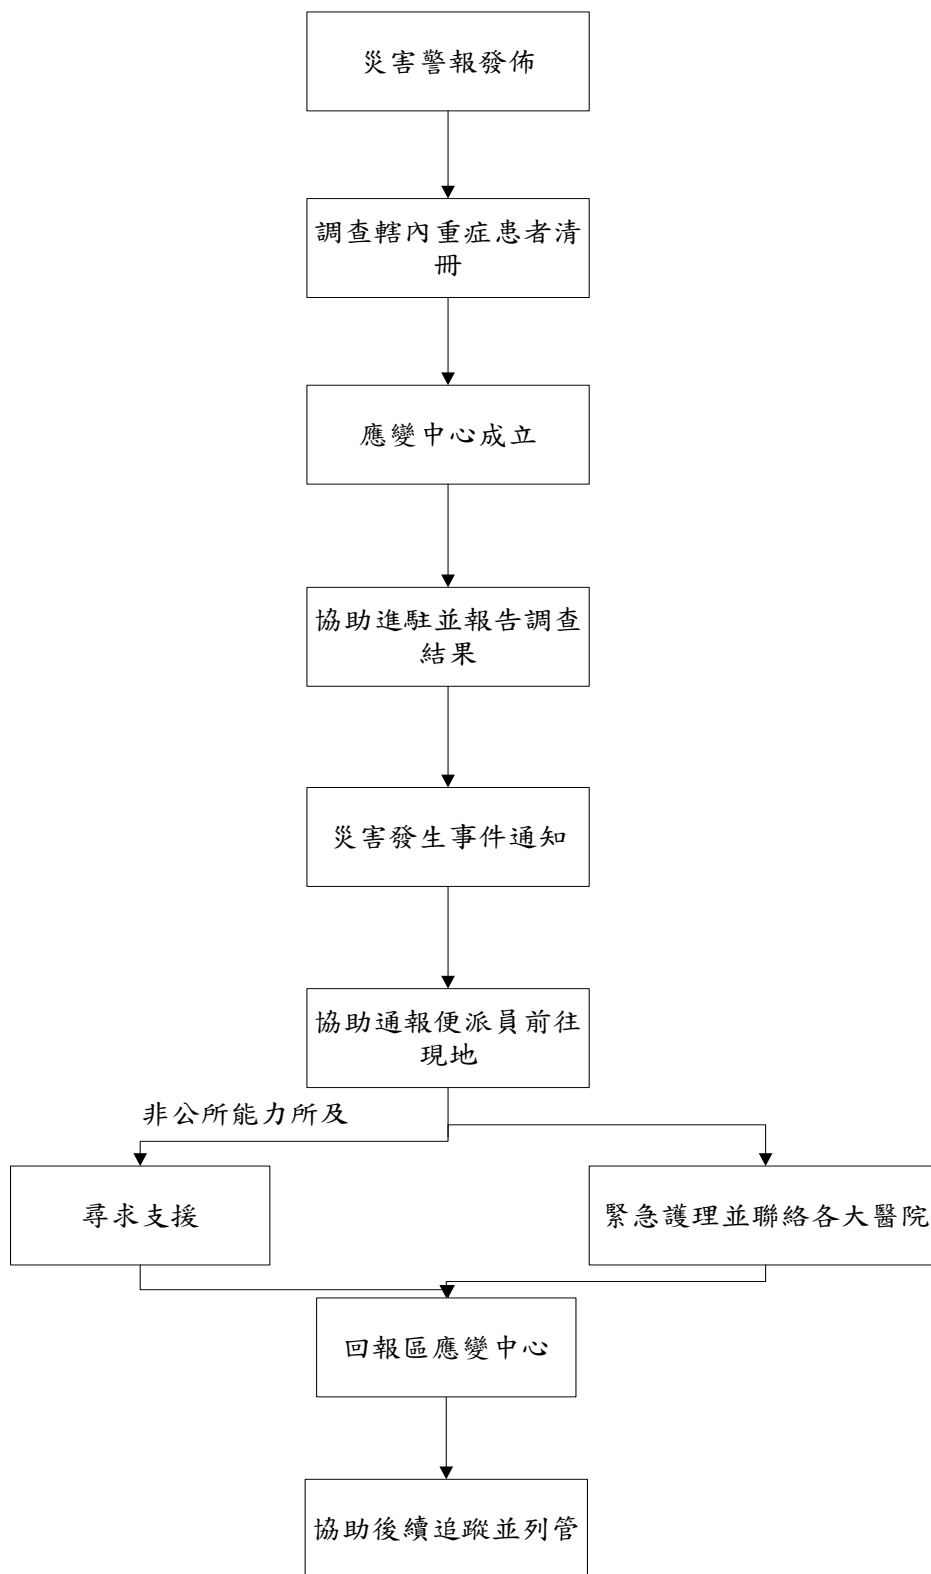 災害警報發佈
調查轄內重症患者清
冊
應變中心成立
協助進駐並報告調查
結果
災害發生事件通知
協助通報便派員前往
現地
非公所能力所及
尋求支援
緊急護理並聯絡各大醫院
回報區應變中心
協助後續追蹤並列管